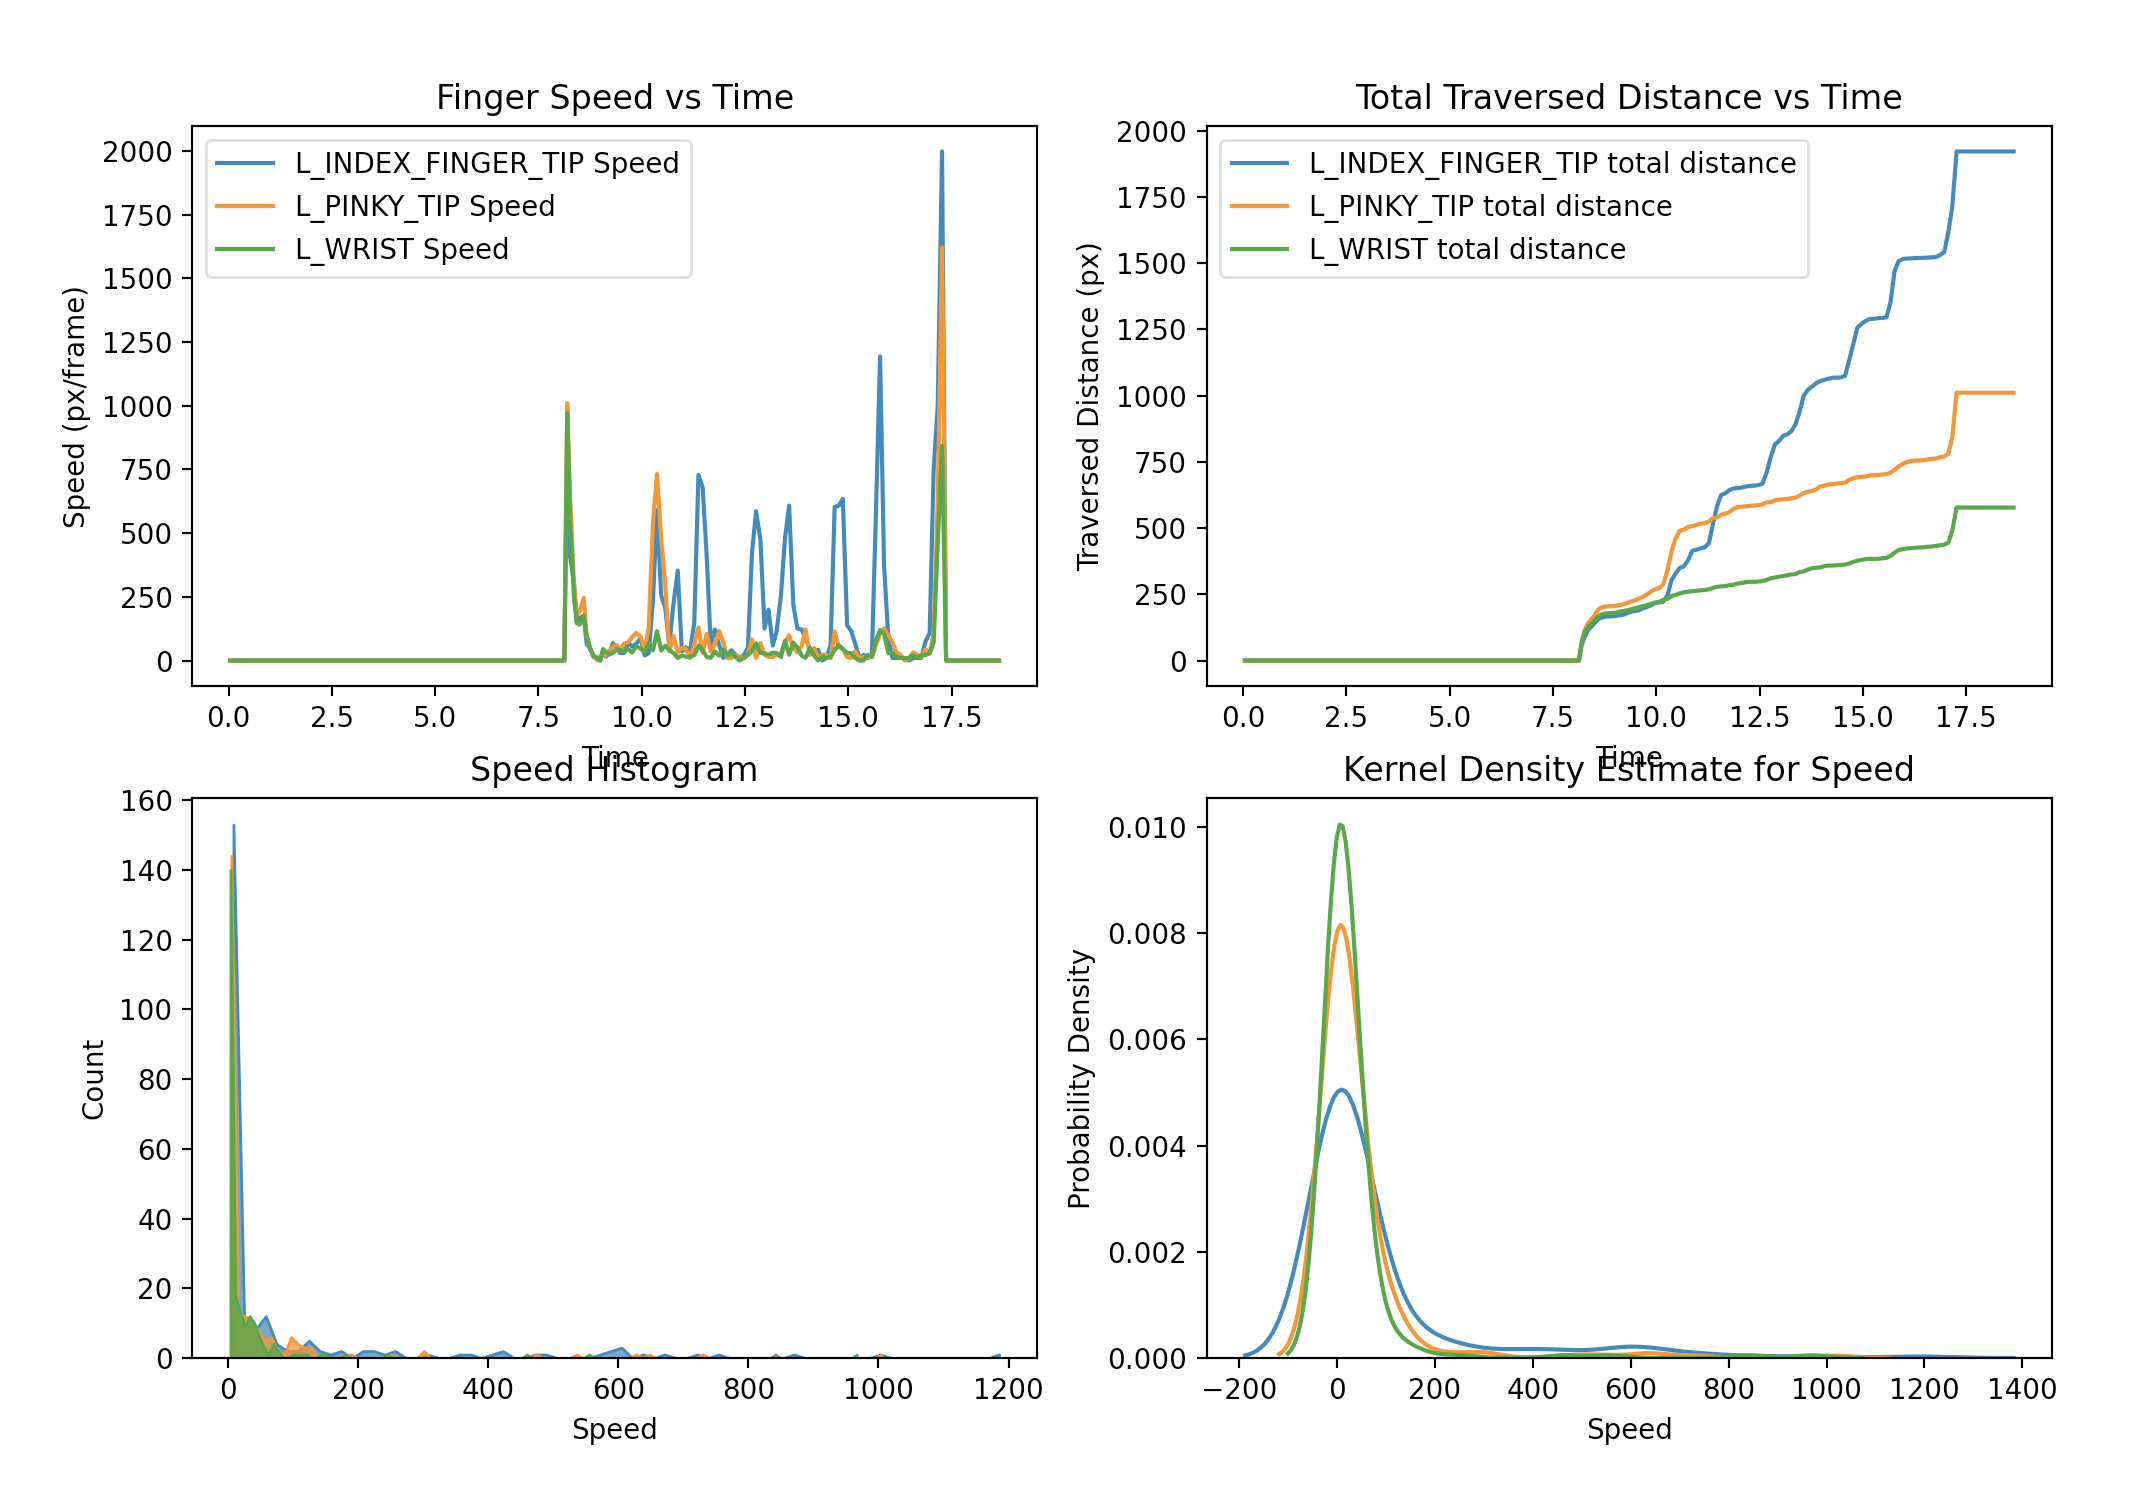 Finger Speed vs Time
Speed (px/frame)
2000
1750
1500
1250
1000
750
500
250
0
L_INDEX_FINGER_TIP Speed
L_PINKY_TIP Speed
L_WRIST Speed
0.0 2.5 5.0 7.5 10.0 12.5 15.0 17.5
Time
Total Traversed Distance vs Time
Traversed Distance (px)
2000
1750
1500
1250
1000
750
500
250
0
L_INDEX_FINGER_TIP total distance
L_PINKY_TIP total distance
L_WRIST total distance
0.0 2.5 5.0 7.5 10.0 12.5 15.0 17.5
Time
Speed Histogram
Count
160
140
120
100
80
60
40
20
0
0 200 400 600 800 1000 1200
Speed
Kernel Density Estimate for Speed
Probability Density
0.010
0.008
0.006
0.004
0.002
0.000
−200 0 200 400 600 800 1000 1200 1400
Speed